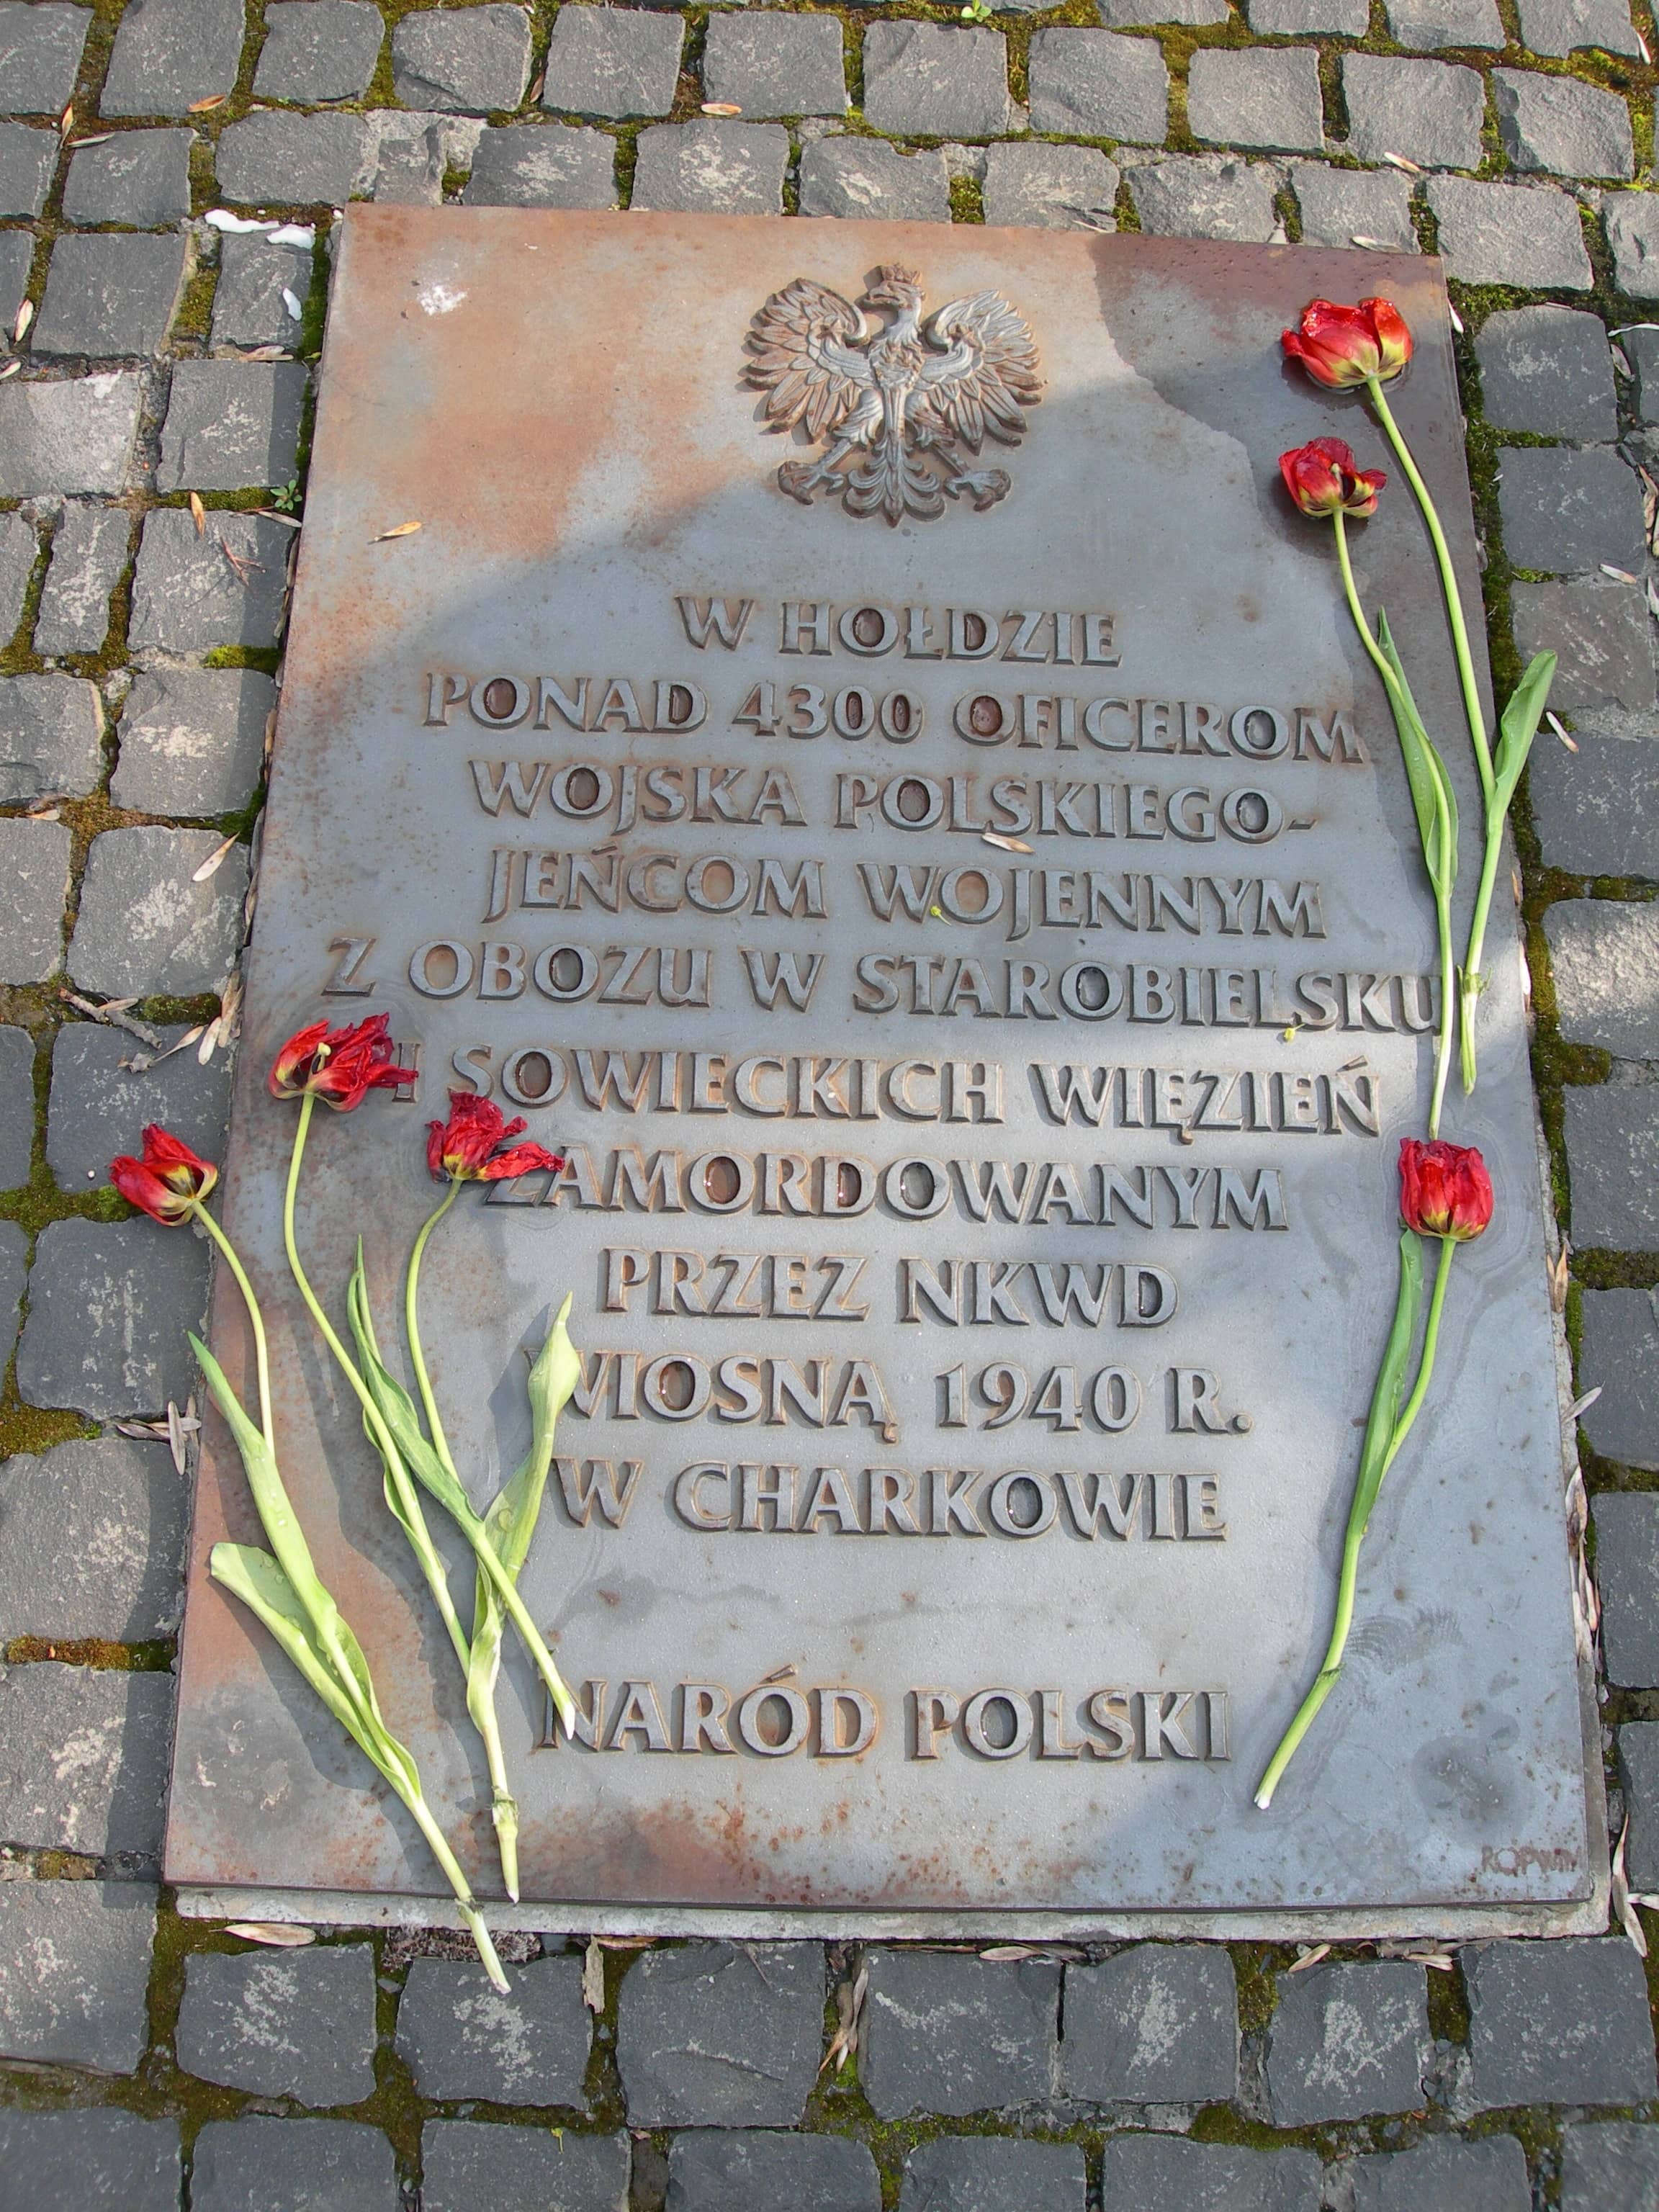 W HOŁDZIE
PONAD 4300 OFICEROM
WOJSKA POLSKIEGO-
JEŃCOM WOJENNYM
Z OBOZU W STAROBIELSKU
I SOWIECKICH WIĘZIEŃ
ZAMORDOWANYM
PRZEZ NKWD
WIOSNĄ 1940 R.
W CHARKOWIE
NARÓD POLSKI